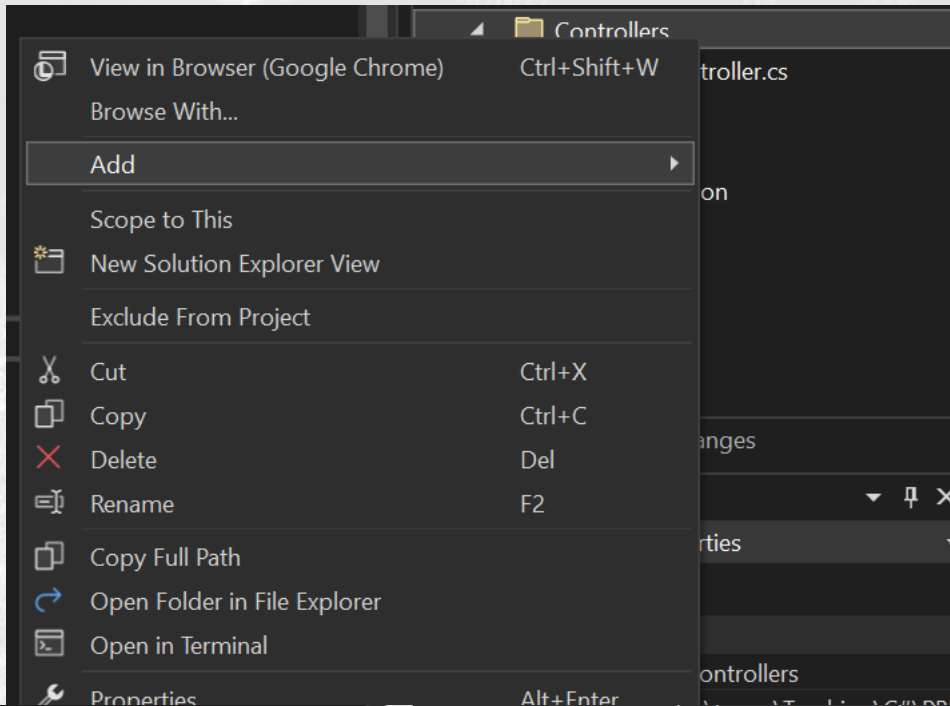 Controllers
View in Browser (Google Chrome) Ctrl+Shift+W
troller.cs
Browse With...
Add
on
Scope to This
New Solution Explorer View
Exclude From Project
Cut Ctrl+X
Copy Ctrl+C
anges
Delete Del
Rename F2
rties
Copy Full Path
Open Folder in File Explorer
Open in Terminal
ontrollers
Properties Alt+Enter